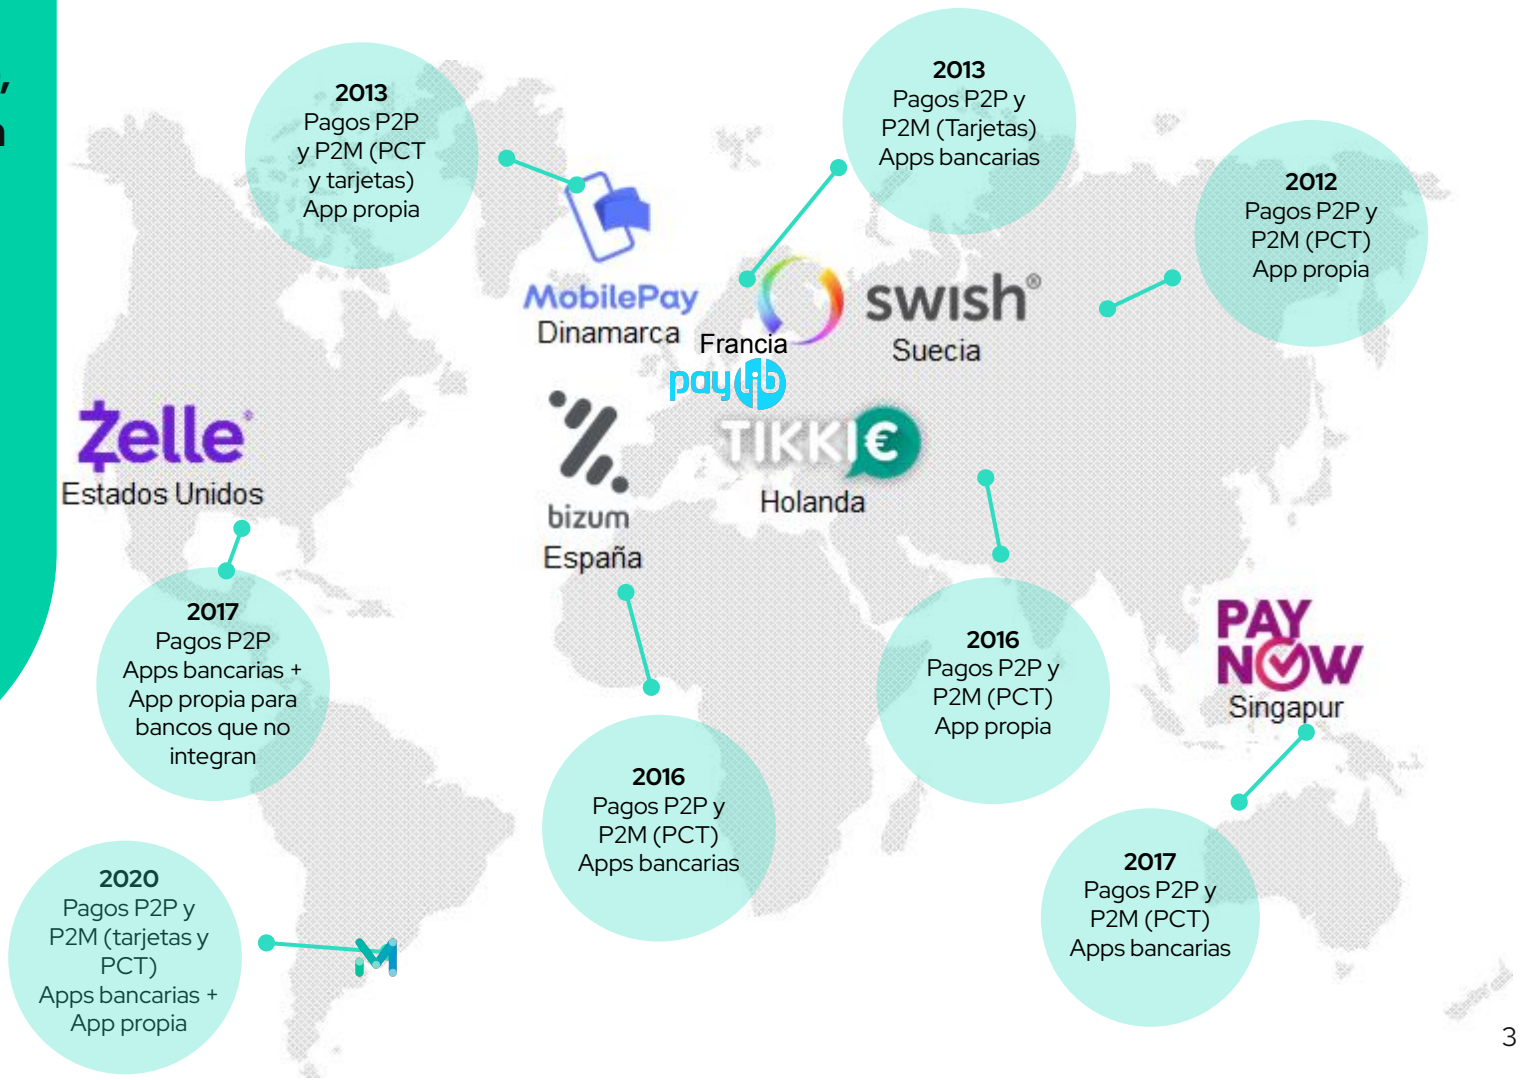 2013
Pagos P2P
y P2M (PCT
y tarjetas)
App propia
2013
Pagos P2P y
P2M (Tarjetas)
Apps bancarias
2012
Pagos P2P y
P2M (PCT)
App propia
MobilePay
Dinamarca
Francia
paylib
swish®
Suecia
Zelle®
Estados Unidos
bizum
España
TIKKI€
Holanda
2017
Pagos P2P
Apps bancarias +
App propia para
bancos que no
integran
2016
Pagos P2P y
P2M (PCT)
Apps bancarias
2016
Pagos P2P y
P2M (PCT)
App propia
PAY
NOW
Singapur
2017
Pagos P2P y
P2M (PCT)
Apps bancarias
2020
Pagos P2P y
P2M (tarjetas y
PCT)
Apps bancarias +
App propia
3